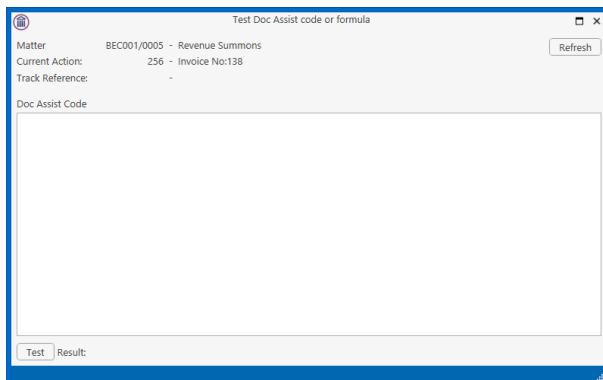 Test Doc Assist code or formula
Matter BEC001/0005 - Revenue Summons
Refresh
Current Action: 256 - Invoice No:138
Track Reference: -
Doc Assist Code
Test Result: